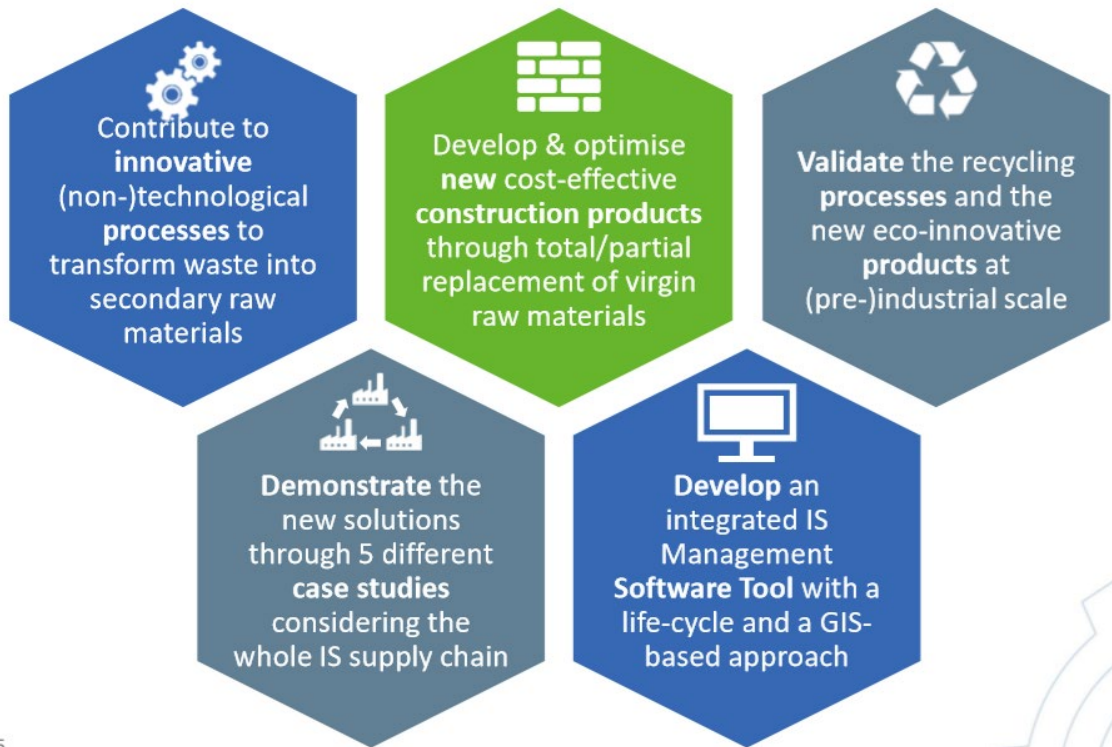 Contribute to
innovative
(non-)technological
processes to
transform waste into
secondary raw
materials
Develop & optimise
new cost-effective
construction products
through total/partial
replacement of virgin
raw materials
Validate the recycling
processes and the
new eco-innovative
products at
(pre-)industrial scale
Demonstrate the
new solutions
through 5 different
case studies
considering the
whole IS supply chain
Develop an
integrated IS
Management
Software Tool with a
life-cycle and a GIS-
based approach